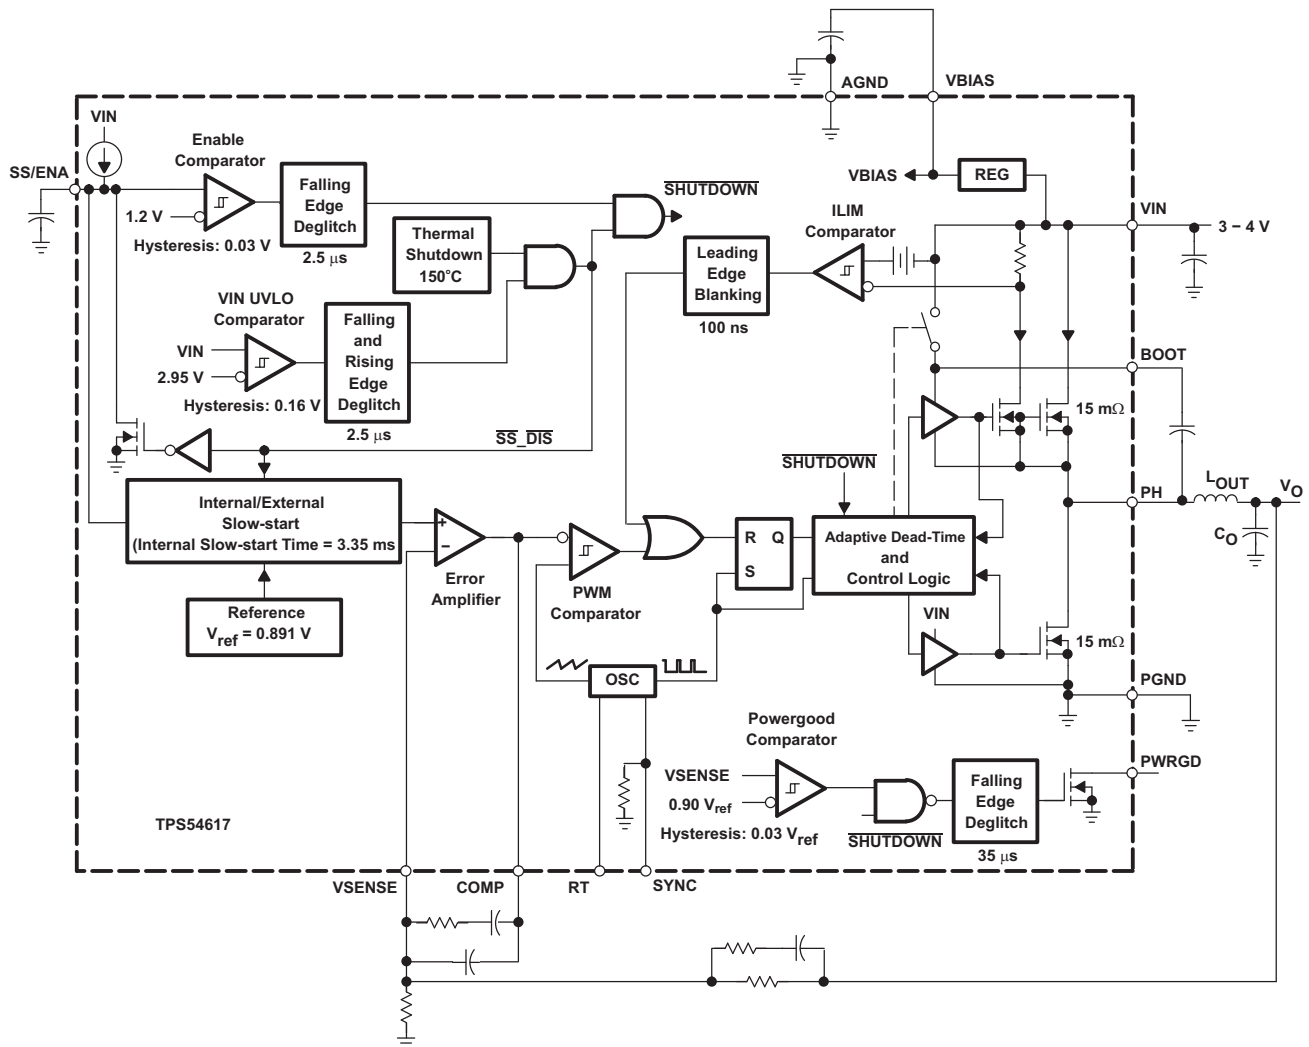 AGND
VBIAS
VIN
Enable
Comparator
SS/ENA
1.2 V
Hysteresis: 0.03 V
Falling
Edge
Deglitch
2.5 μs
Thermal
Shutdown
150°C
SHUTDOWN
VBIAS
REG
ILIM
Comparator
Leading
Edge
Blanking
100 ns
VIN
3 – 4 V
VIN UVLO
Comparator
VIN
2.95 V
Hysteresis: 0.16 V
Falling
and
Rising
Edge
Deglitch
2.5 μs
BOOT
15 mΩ
SS_DIS
SHUTDOWN
PH
LOUT
VO
CO
Internal/External
Slow-start
(Internal Slow-start Time = 3.35 ms
+
−
Error
Amplifier
Reference
Vref = 0.891 V
PWM
Comparator
R Q
S
Adaptive Dead-Time
and
Control Logic
VIN
15 mΩ
OSC
PGND
Powergood
Comparator
VSENSE
0.90 Vref
Hysteresis: 0.03 Vref
SHUTDOWN
Falling
Edge
Deglitch
35 μs
PWRGD
TPS54617
VSENSE
COMP
RT
SYNC